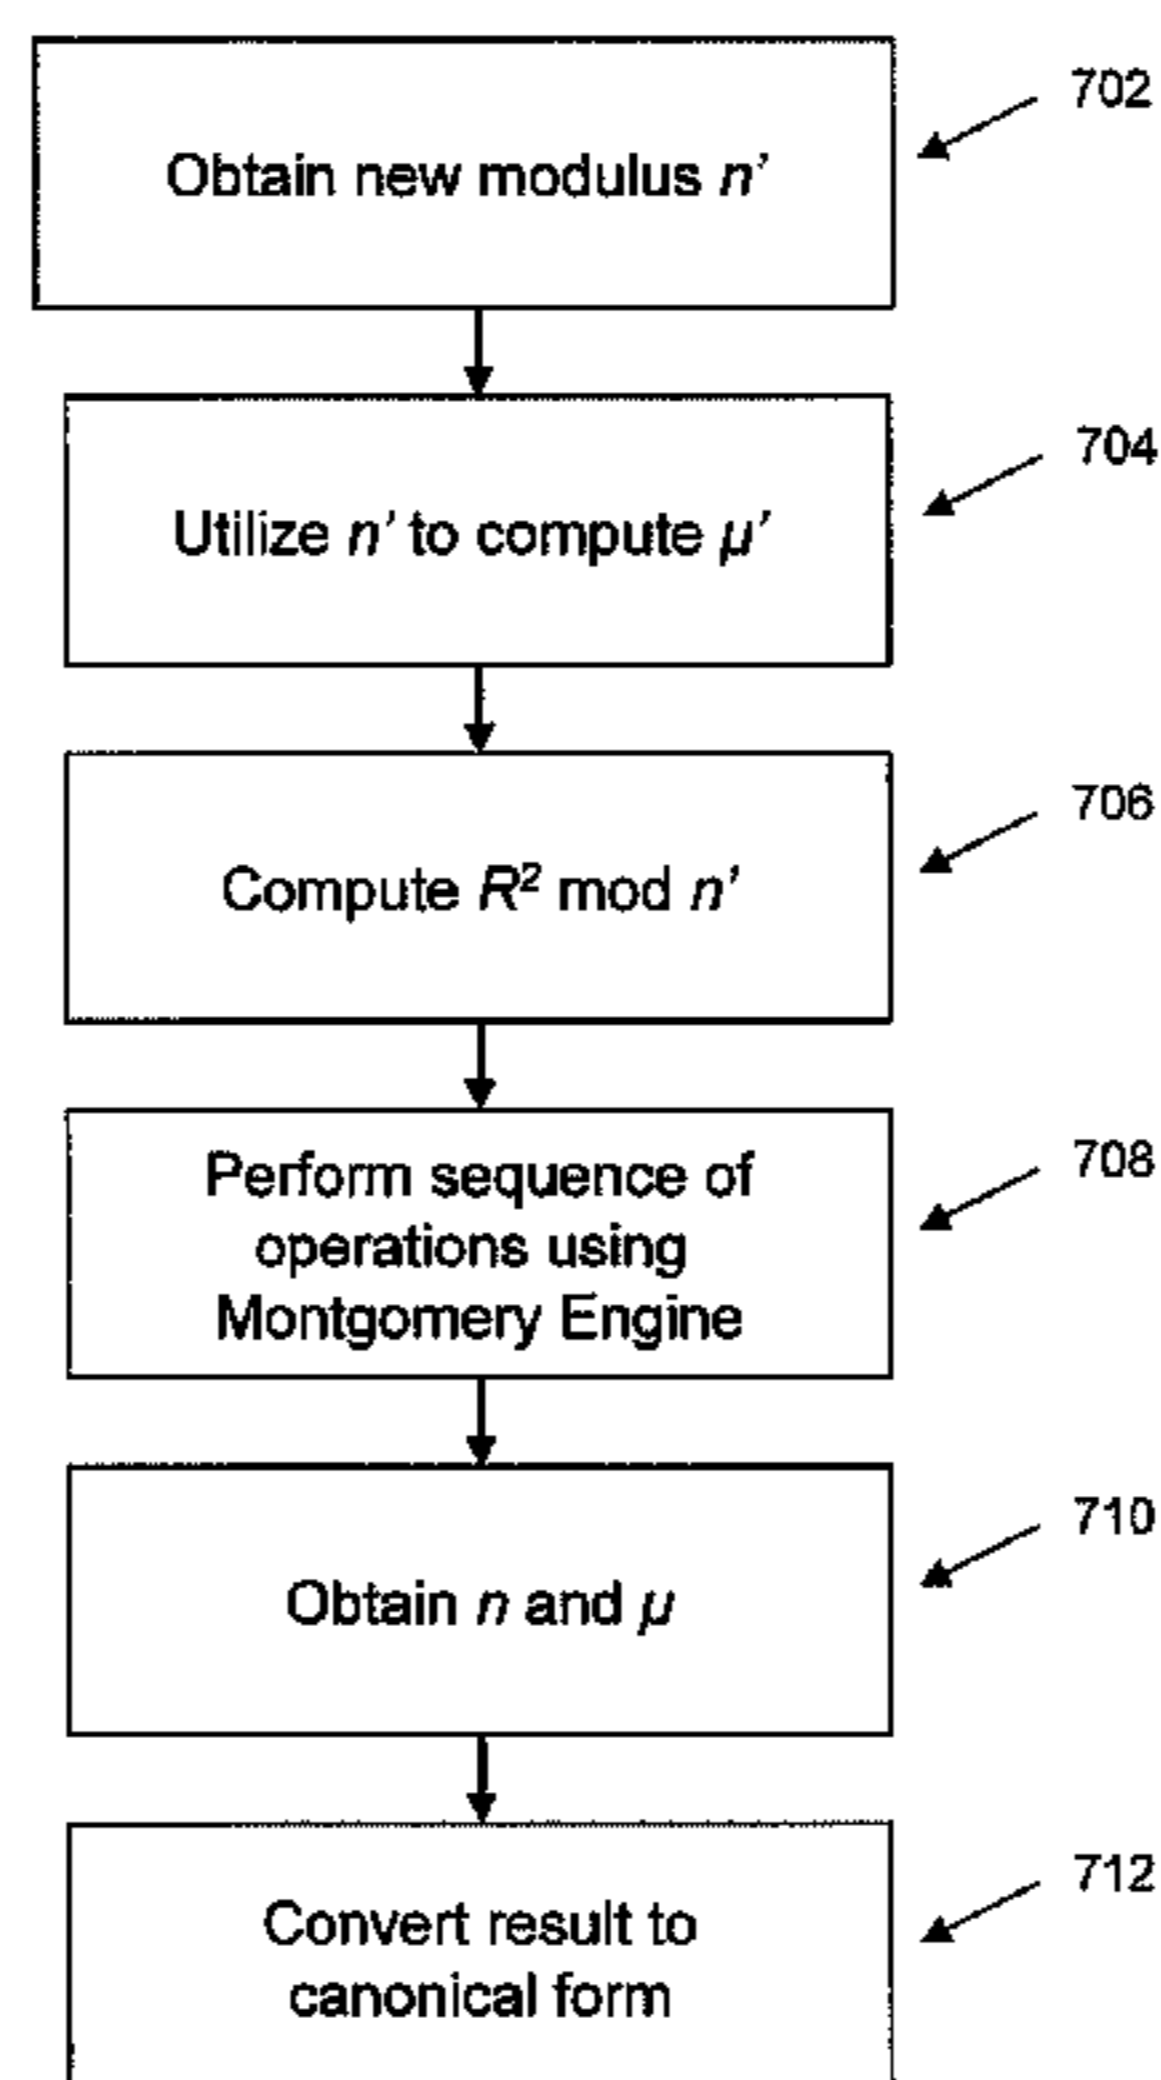 702
Obtain new modulus n’
704
Utilize n’ to compute μ’
706
Compute R² mod n’
708
Perform sequence of
operations using
Montgomery Engine
710
Obtain n and μ
712
Convert result to
canonical form